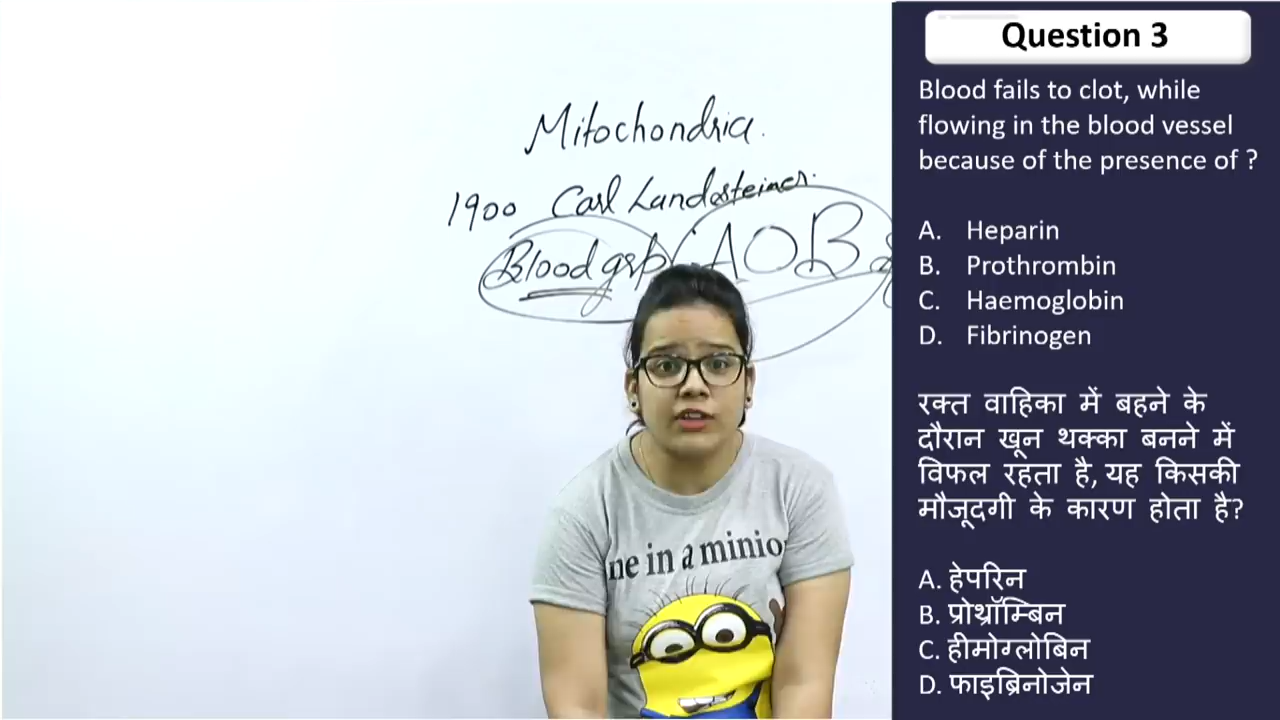 Mitochondria.
1900 Carl Landsteiner.
Blood grp AOB
ne in a minio
Question 3
Blood fails to clot, while
flowing in the blood vessel
because of the presence of ?
A. Heparin
B. Prothrombin
C. Haemoglobin
D. Fibrinogen
रक्त वाहिका में बहने के
दौरान खून थक्का बनने में
विफल रहता है, यह किसकी
मौजूदगी के कारण होता है?
A. हेपरिन
B. प्रोथ्रॉम्बिन
C. हीमोग्लोबिन
D. फाइब्रिनोजेन